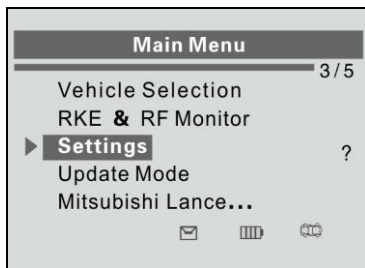 Main Menu
3/5
Vehicle Selection
RKE & RF Monitor
Settings
?
Update Mode
Mitsubishi Lance...